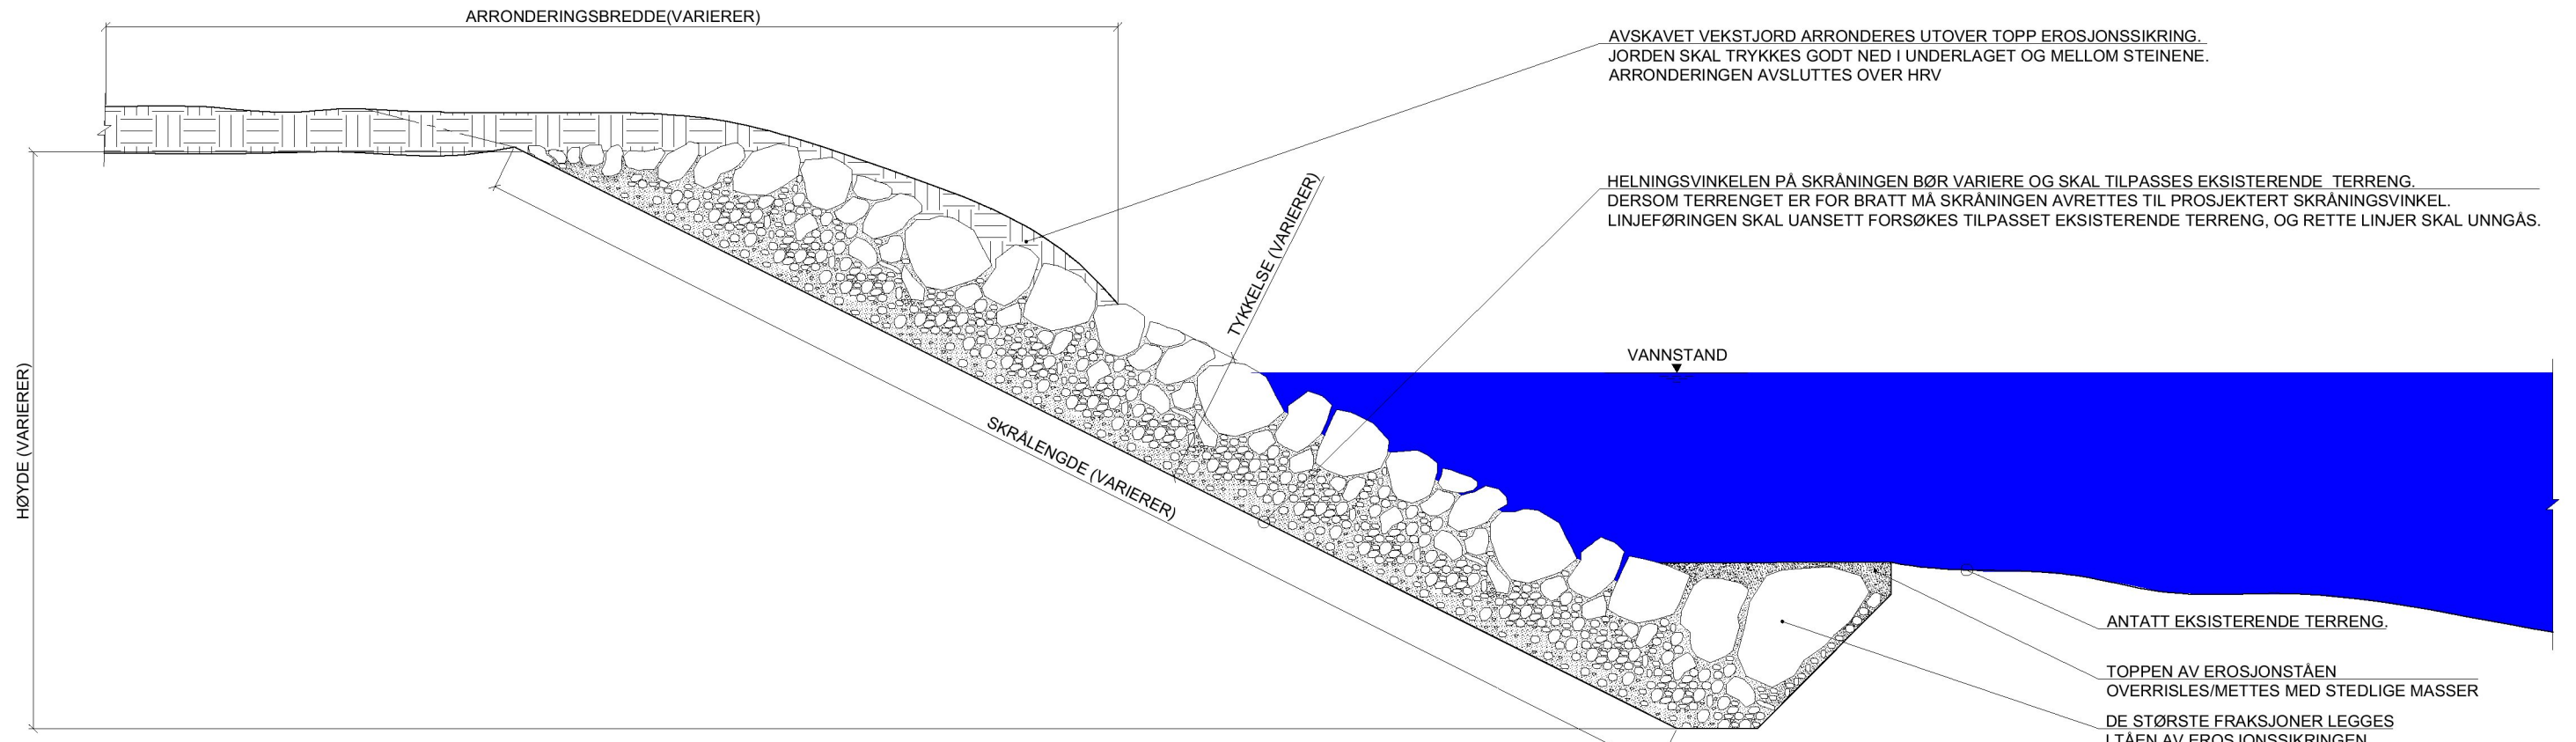 ARRONDERINGSBREDDE(VARIERER)
AVSKAVET VEKSTJORD ARRONDERES UTOVER TOPP EROSJONSSIKRING.
JORDEN SKAL TRYKKES GODT NED I UNDERLAGET OG MELLOM STEINENE.
ARRONDERINGEN AVSLUTTES OVER HRV
HELNINGSVINKELEN PÅ SKRÅNINGEN BØR VARIERE OG SKAL TILPASSES EKSISTERENDE TERRENG.
DERSOM TERRENGET ER FOR BRATT MÅ SKRÅNINGEN AVRETTES TIL PROSJEKTERT SKRÅNINGSVINKEL.
LINJEFØRINGEN SKAL UANSETT FORSØKES TILPASSET EKSISTERENDE TERRENG, OG RETTE LINJER SKAL UNNGÅS.
TYKKELSE (VARIERER)
VANNSTAND
HØYDE (VARIERER)
SKRÅLENGDE (VARIERER)
ANTATT EKSISTERENDE TERRENG.
TOPPEN AV EROSJONSTÅEN
OVERRISLES/METTES MED STEDLIGE MASSER
DE STØRSTE FRAKSJONER LEGGES
I TÅEN AV EROSJONSSIKRINGEN